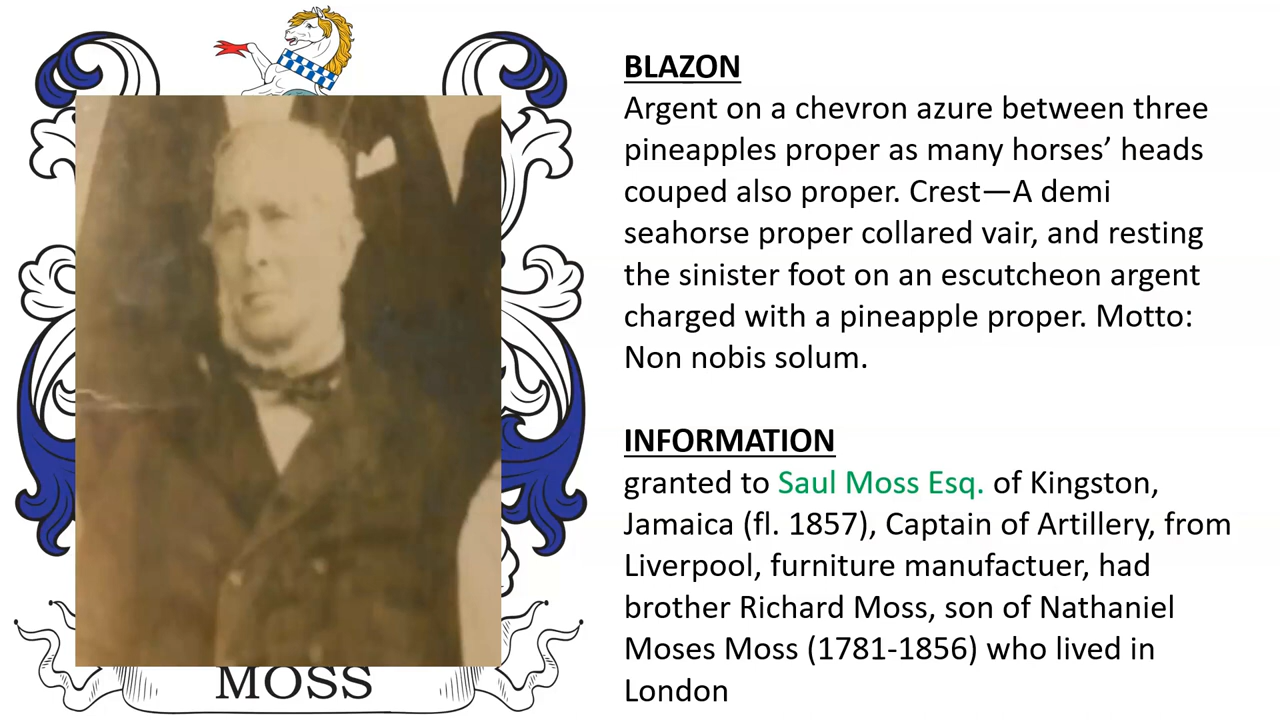 BLAZON
Argent on a chevron azure between three
pineapples proper as many horses’ heads
couped also proper. Crest—A demi
seahorse proper collared vair, and resting
the sinister foot on an escutcheon argent
charged with a pineapple proper. Motto:
Non nobis solum.
INFORMATION
granted to Saul Moss Esq. of Kingston,
Jamaica (fl. 1857), Captain of Artillery, from
Liverpool, furniture manufactuer, had
brother Richard Moss, son of Nathaniel
Moses Moss (1781-1856) who lived in
London
MOSS